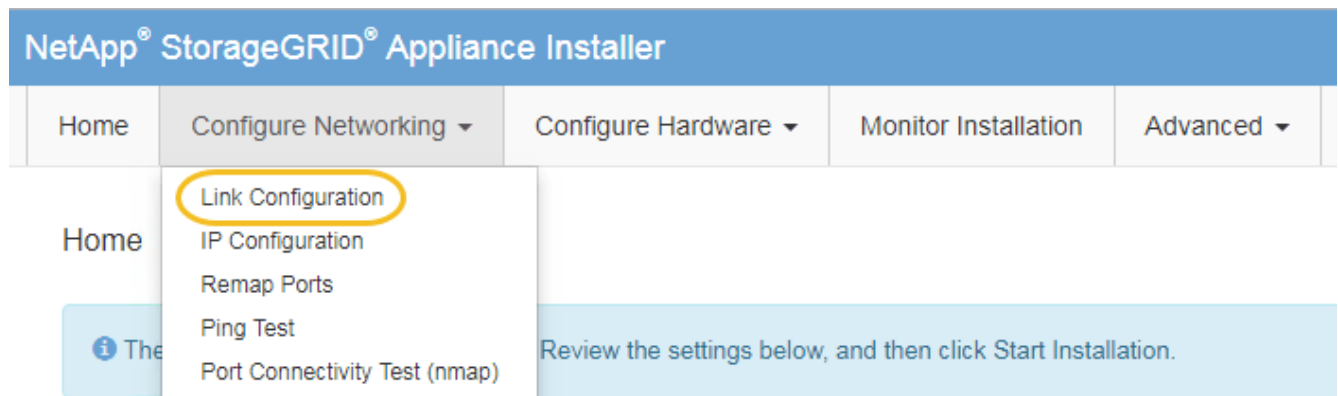 NetApp® StorageGRID® Appliance Installer
Home Configure Networking Configure Hardware Monitor Installation Advanced
Link Configuration
Home IP Configuration
Remap Ports
Ping Test
The Review the settings below, and then click Start Installation.
Port Connectivity Test (nmap)